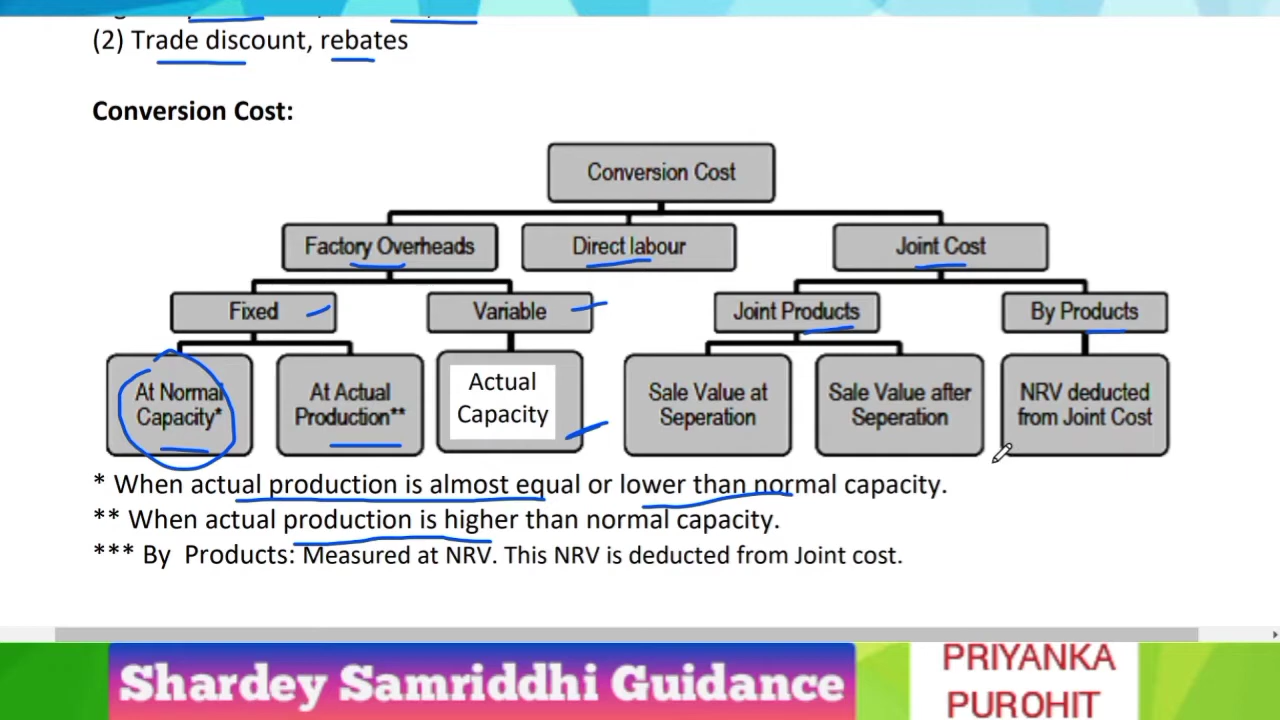 (2) Trade discount, rebates
Conversion Cost:
Conversion Cost
Factory Overheads
Direct labour
Joint Cost
Fixed
Variable
Joint Products
By Products
At Normal
Capacity*
At Actual
Production**
Actual
Capacity
Sale Value at
Seperation
Sale Value after
Seperation
NRV deducted
from Joint Cost
* When actual production is almost equal or lower than normal capacity.
** When actual production is higher than normal capacity.
*** By Products: Measured at NRV. This NRV is deducted from Joint cost.
Shardey Samriddhi Guidance
PRIYANKA
PUROHIT